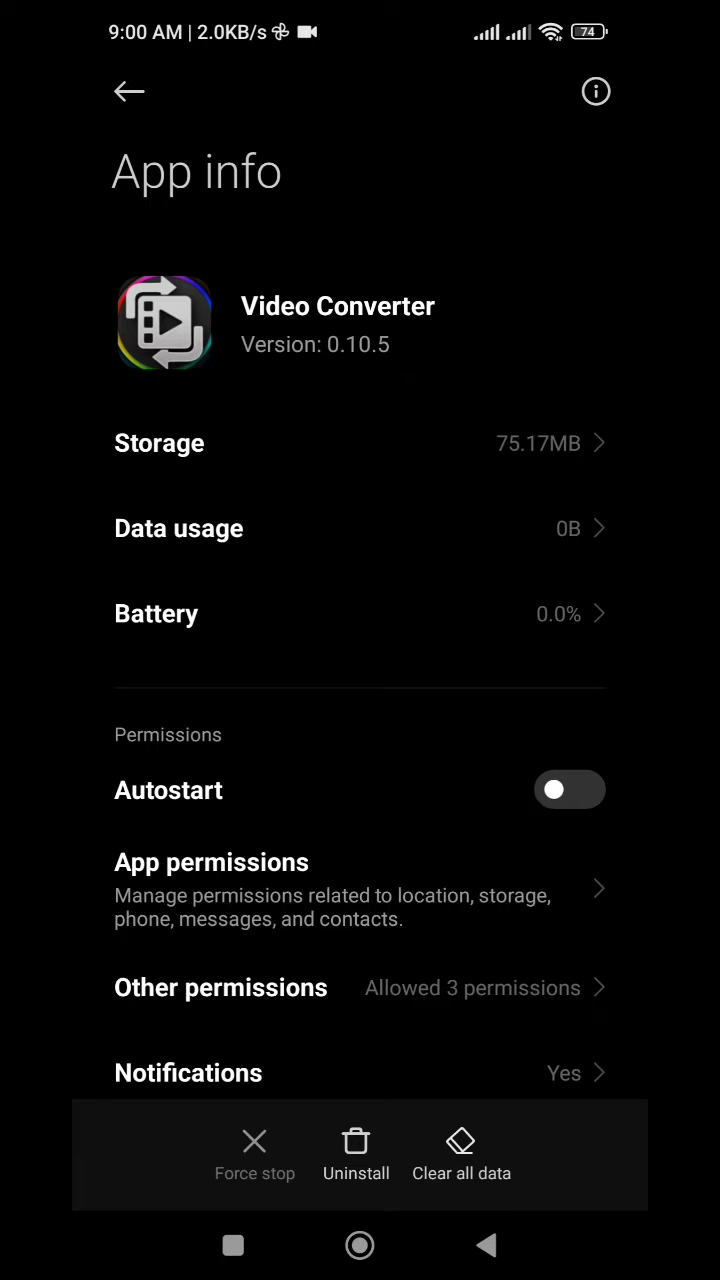 9:00 AM | 2.0KB/s 74
App info
Video Converter
Version: 0.10.5
Storage 75.17MB
Data usage 0B
Battery 0.0%
Permissions
Autostart
App permissions
Manage permissions related to location, storage,
phone, messages, and contacts.
Other permissions Allowed 3 permissions
Notifications Yes
Force stop Uninstall Clear all data